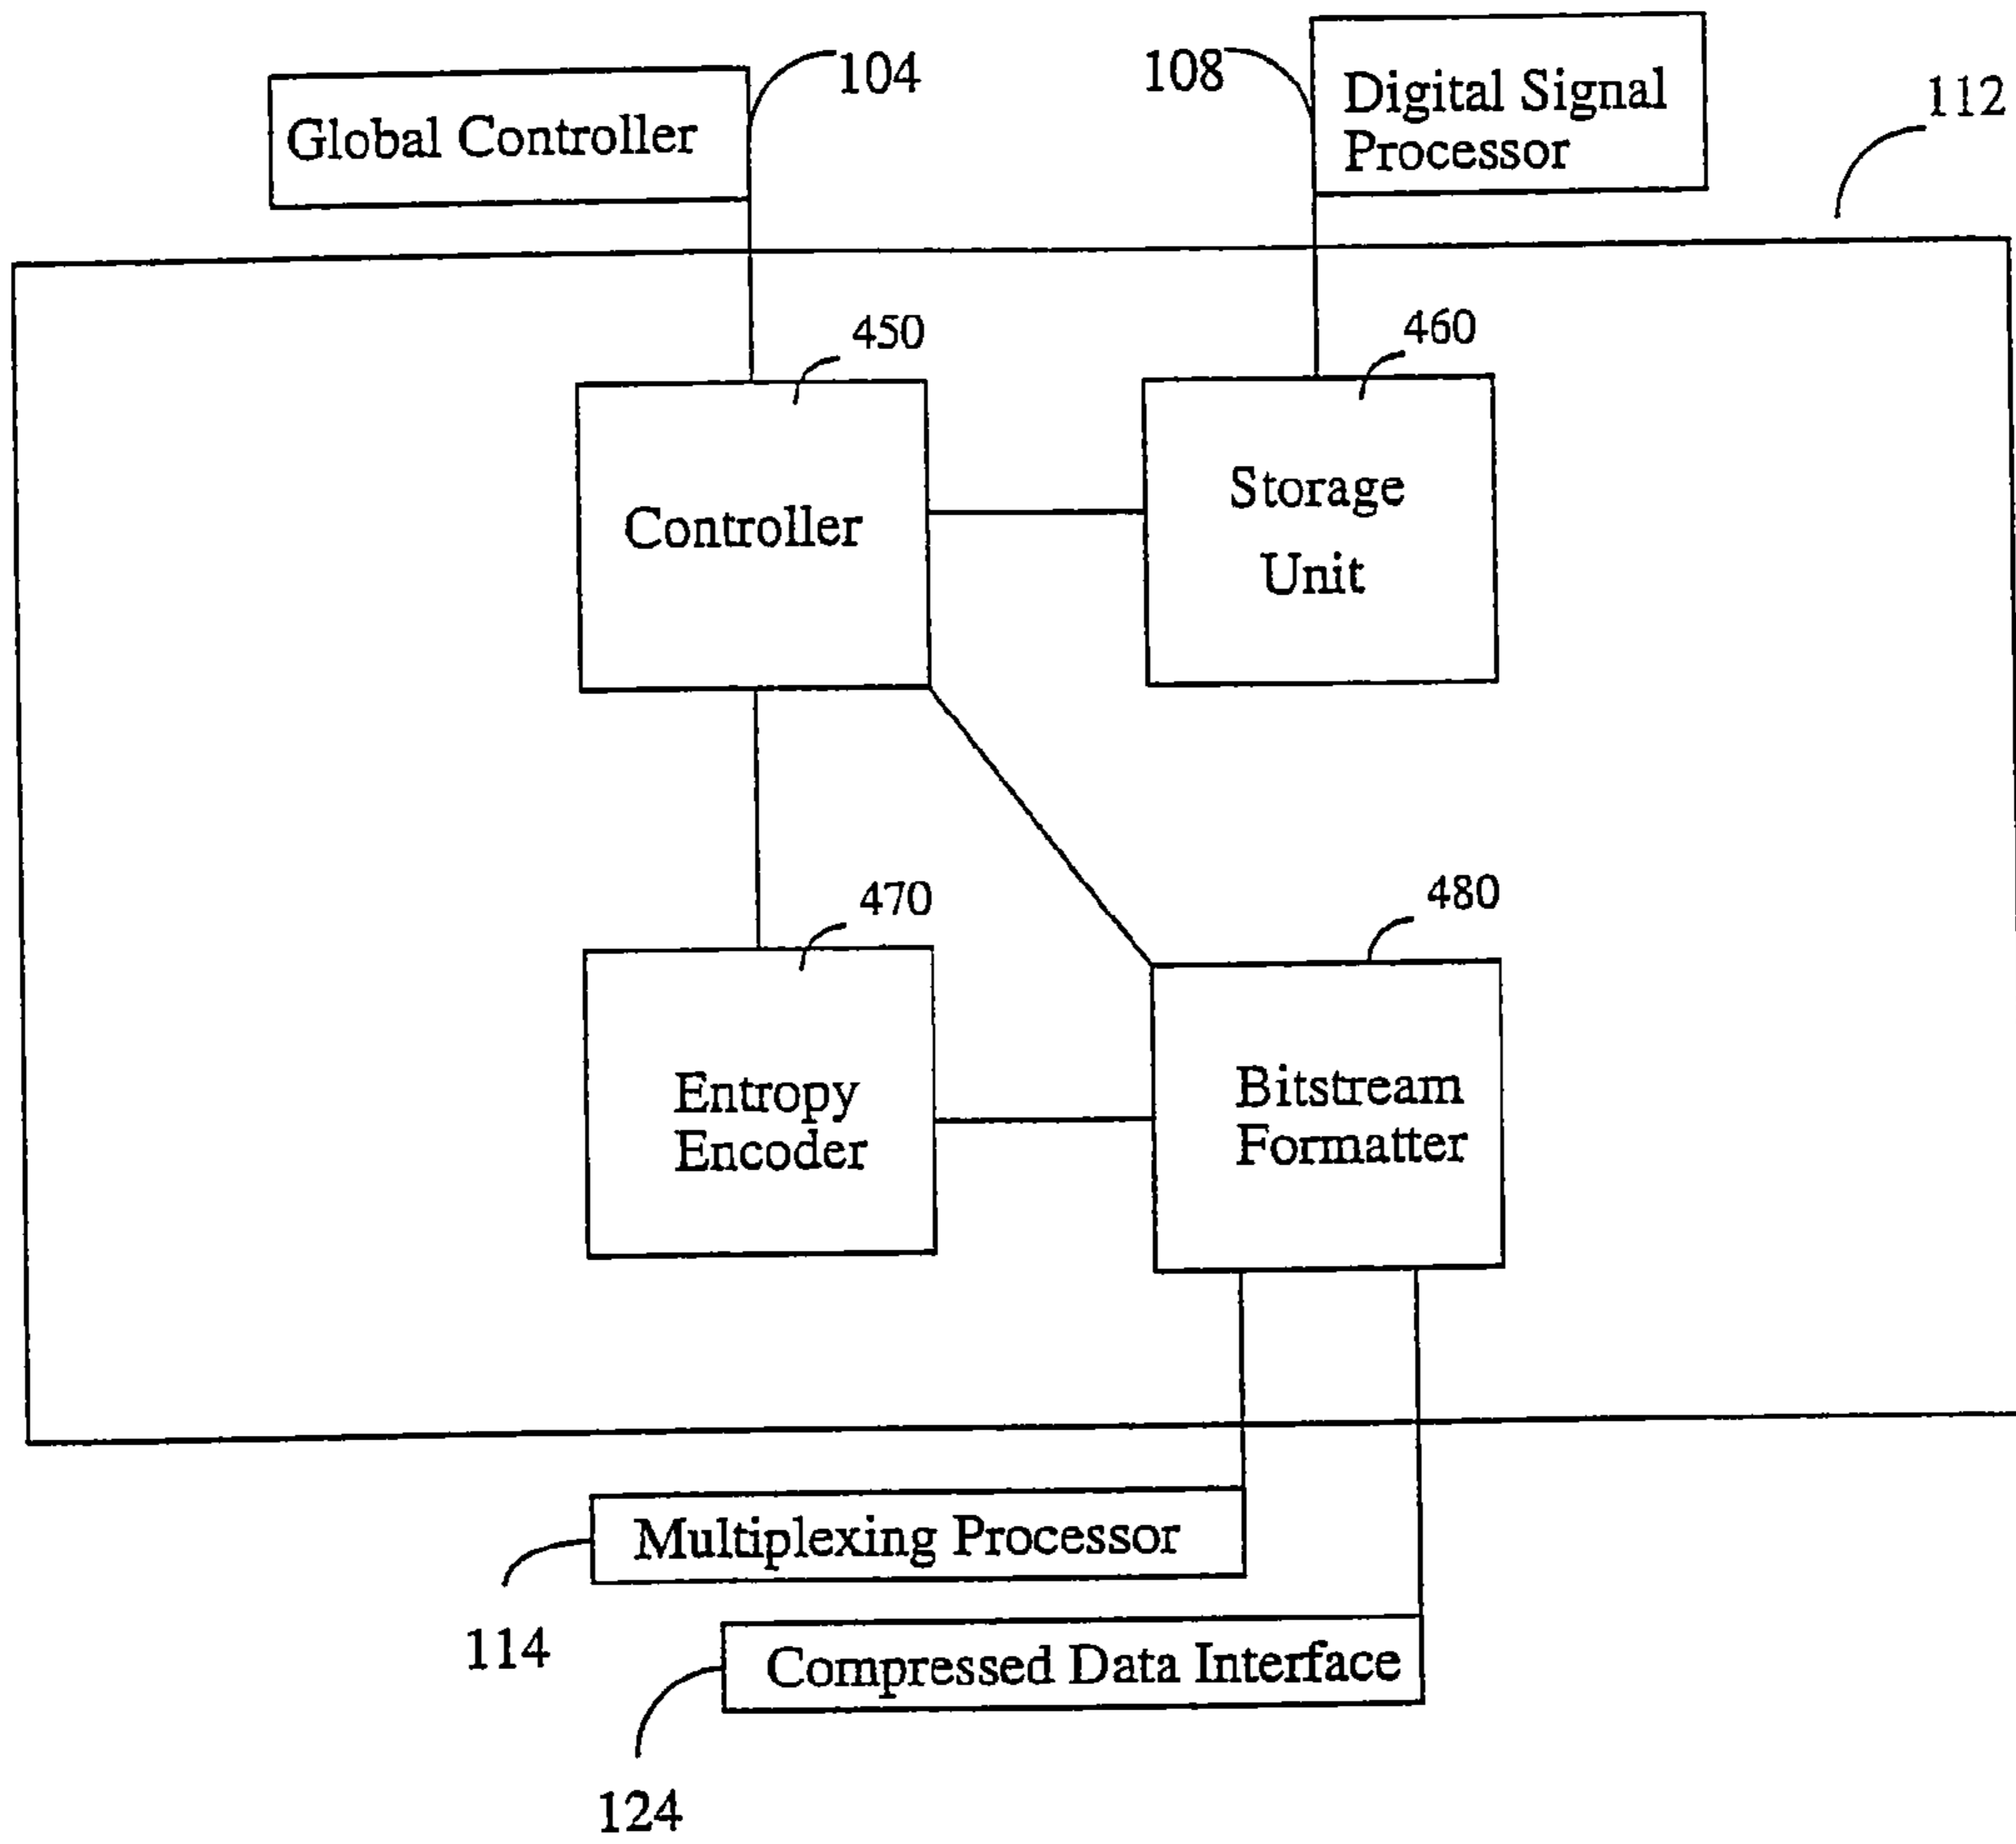 104
108
Digital Signal
Processor
112
Global Controller
450
460
Controller
Storage
Unit
470
480
Entropy
Encoder
Bitstream
Formatter
Multiplexing Processor
114
Compressed Data Interface
124